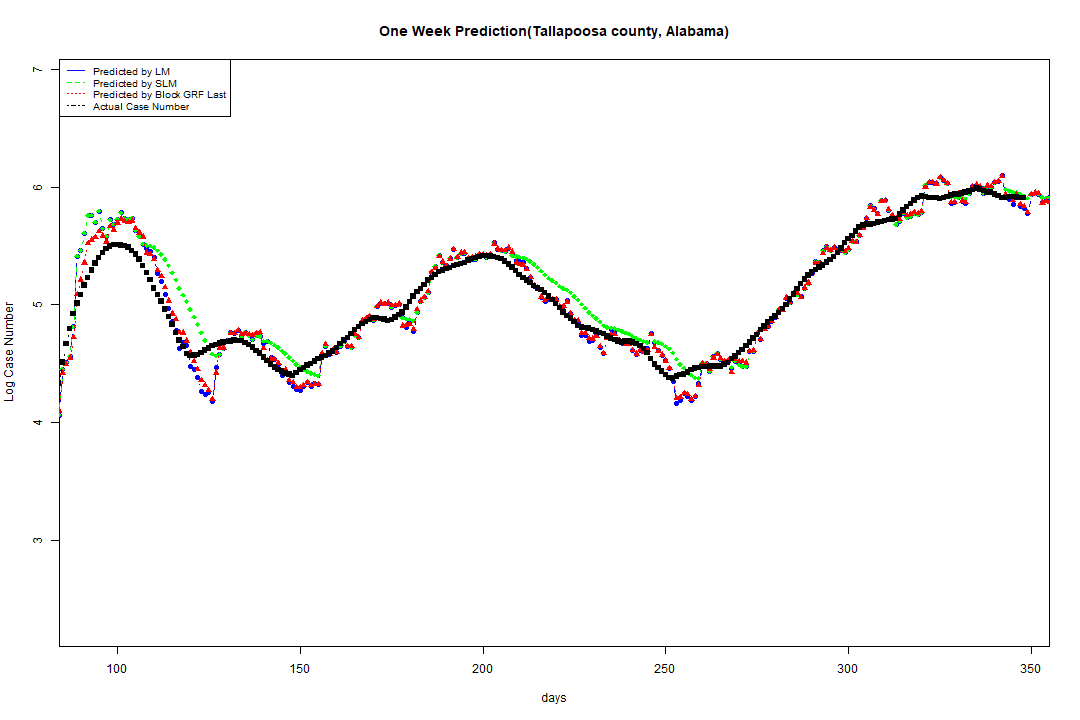 One Week Prediction(Tallapoosa county, Alabama)
Predicted by LM
Predicted by SLM
Predicted by Block GRF Last
Actual Case Number
7
6
5
4
3
Log Case Number
100 150 200 250 300 350
days